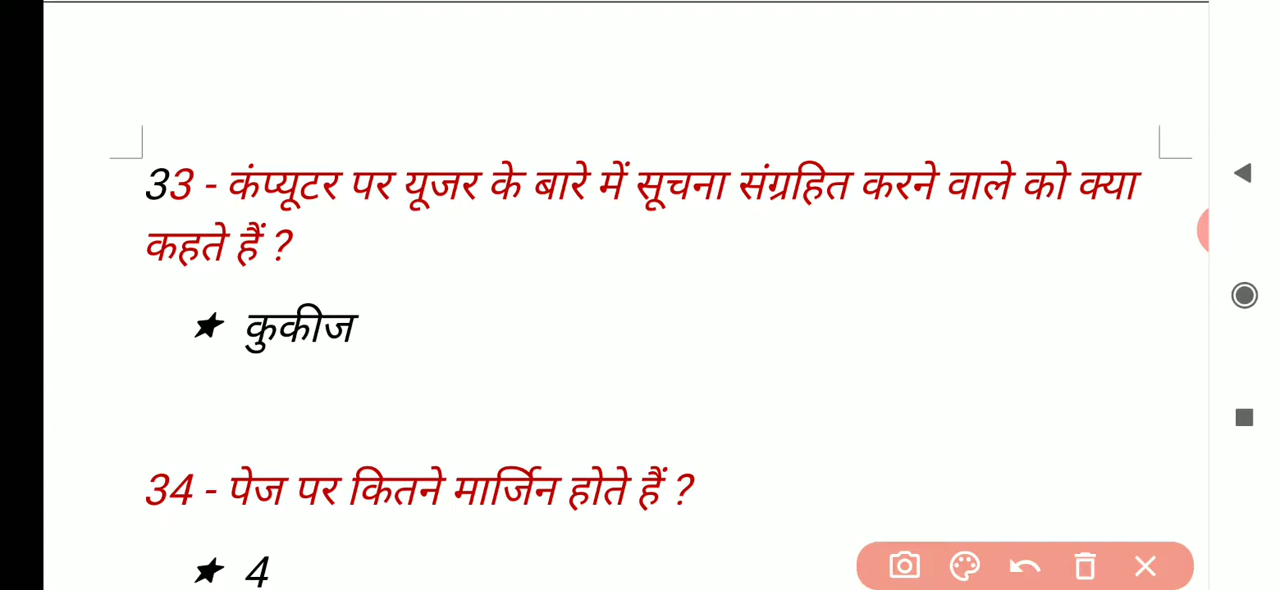 33 - कंप्यूटर पर यूजर के बारे में सूचना संग्रहित करने वाले को क्या
कहते हैं ?
★ कुकीज
34 - पेज पर कितने मार्जिन होते हैं ?
★ 4